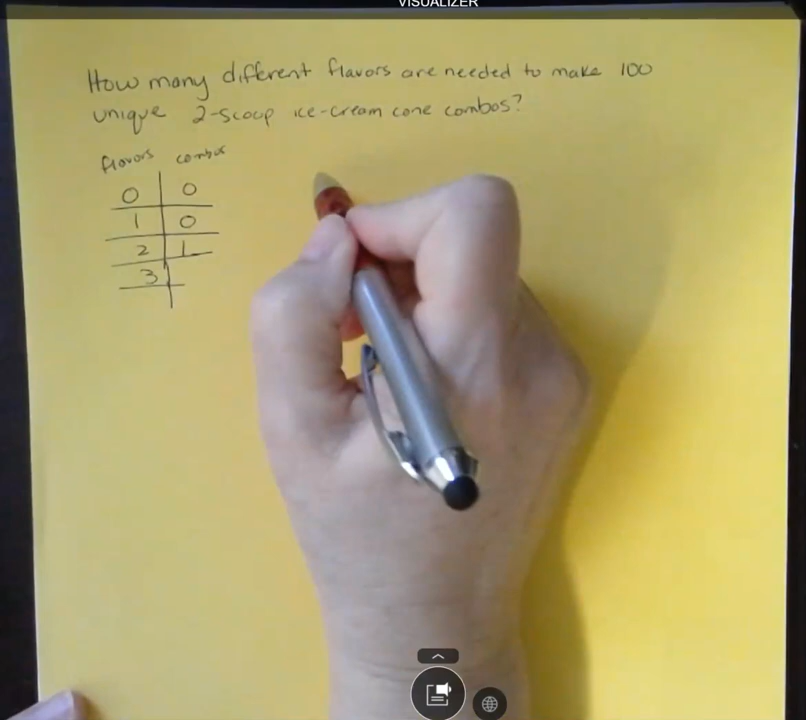 VISUALIZER
How many different flavors are needed to make 100
unique 2-scoop ice-cream cone combos?
flavors combos
0 0
1 0
2 1
3